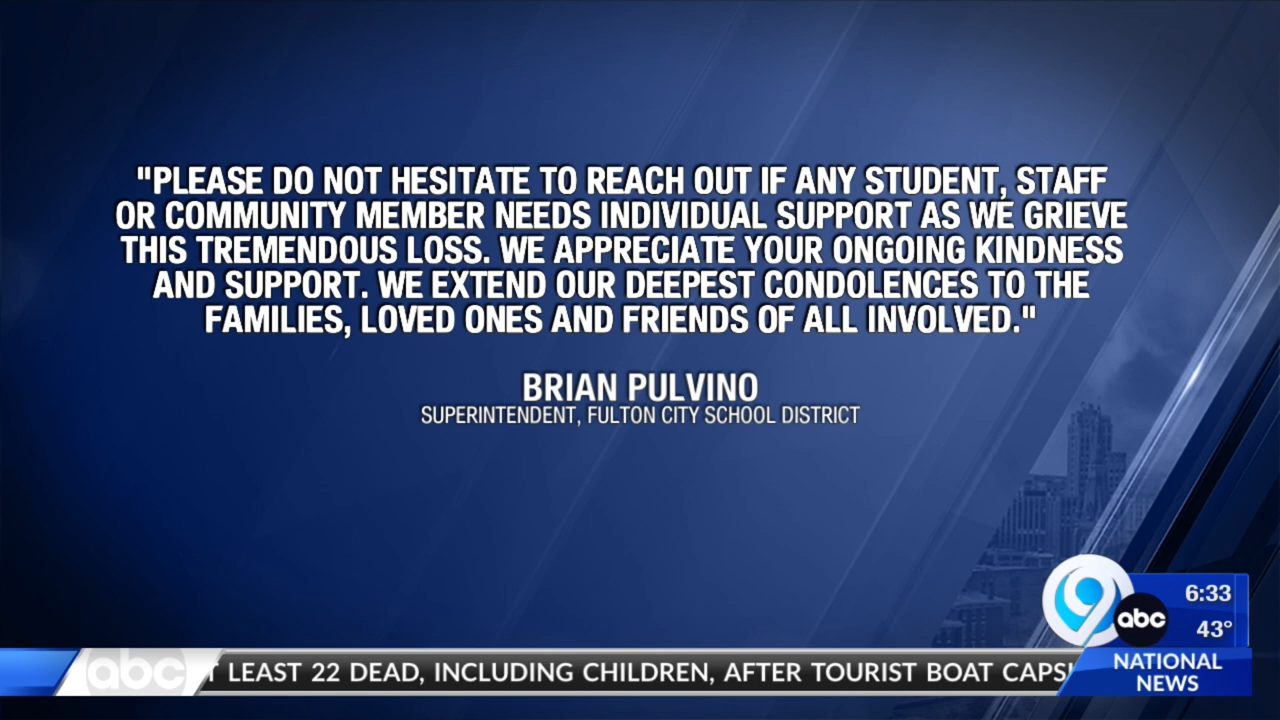 "PLEASE DO NOT HESITATE TO REACH OUT IF ANY STUDENT, STAFF
OR COMMUNITY MEMBER NEEDS INDIVIDUAL SUPPORT AS WE GRIEVE
THIS TREMENDOUS LOSS. WE APPRECIATE YOUR ONGOING KINDNESS
AND SUPPORT. WE EXTEND OUR DEEPEST CONDOLENCES TO THE
FAMILIES, LOVED ONES AND FRIENDS OF ALL INVOLVED."
BRIAN PULVINO
SUPERINTENDENT, FULTON CITY SCHOOL DISTRICT
9
abc
6:33
43°
abc
LEAST 22 DEAD, INCLUDING CHILDREN, AFTER TOURIST BOAT
NATIONAL
NEWS